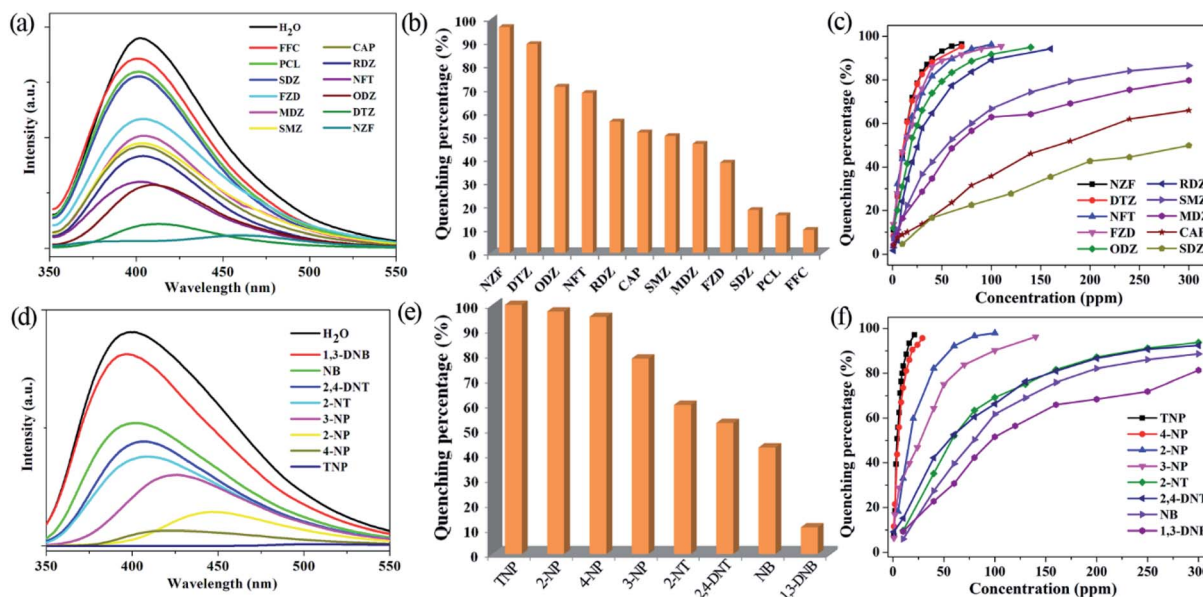 (a)
Intensity (a.u.)
H2O
FFC
PCL
SDZ
FZD
MDZ
SMZ
CAP
RDZ
NFT
ODZ
DTZ
NZF
350 400 450 500 550
Wavelength (nm)
(b)
Quenching percentage (%)
100
90
80
70
60
50
40
30
20
10
0
NZF DTZ ODZ NFT RDZ CAP SMZ MDZ FZD SDZ PCL FFC
(c)
Quenching percentage (%)
100
80
60
40
20
0
NZF
DTZ
NFT
FZD
ODZ
RDZ
SMZ
MDZ
CAP
SDZ
0 50 100 150 200 250 300
Concentration (ppm)
(d)
Intensity (a.u.)
H2O
1,3-DNB
NB
2,4-DNT
2-NT
3-NP
2-NP
4-NP
TNP
350 400 450 500 550
Wavelength (nm)
(e)
Quenching percentage (%)
100
90
80
70
60
50
40
30
20
10
0
TNP 2-NP 4-NP 3-NP 2-NT 2,4-DNT NB 1,3-DNB
(f)
Quenching percentage (%)
100
80
60
40
20
0
TNP
4-NP
2-NP
3-NP
2-NT
2,4-DNT
NB
1,3-DNB
0 50 100 150 200 250 300
Concentration (ppm)